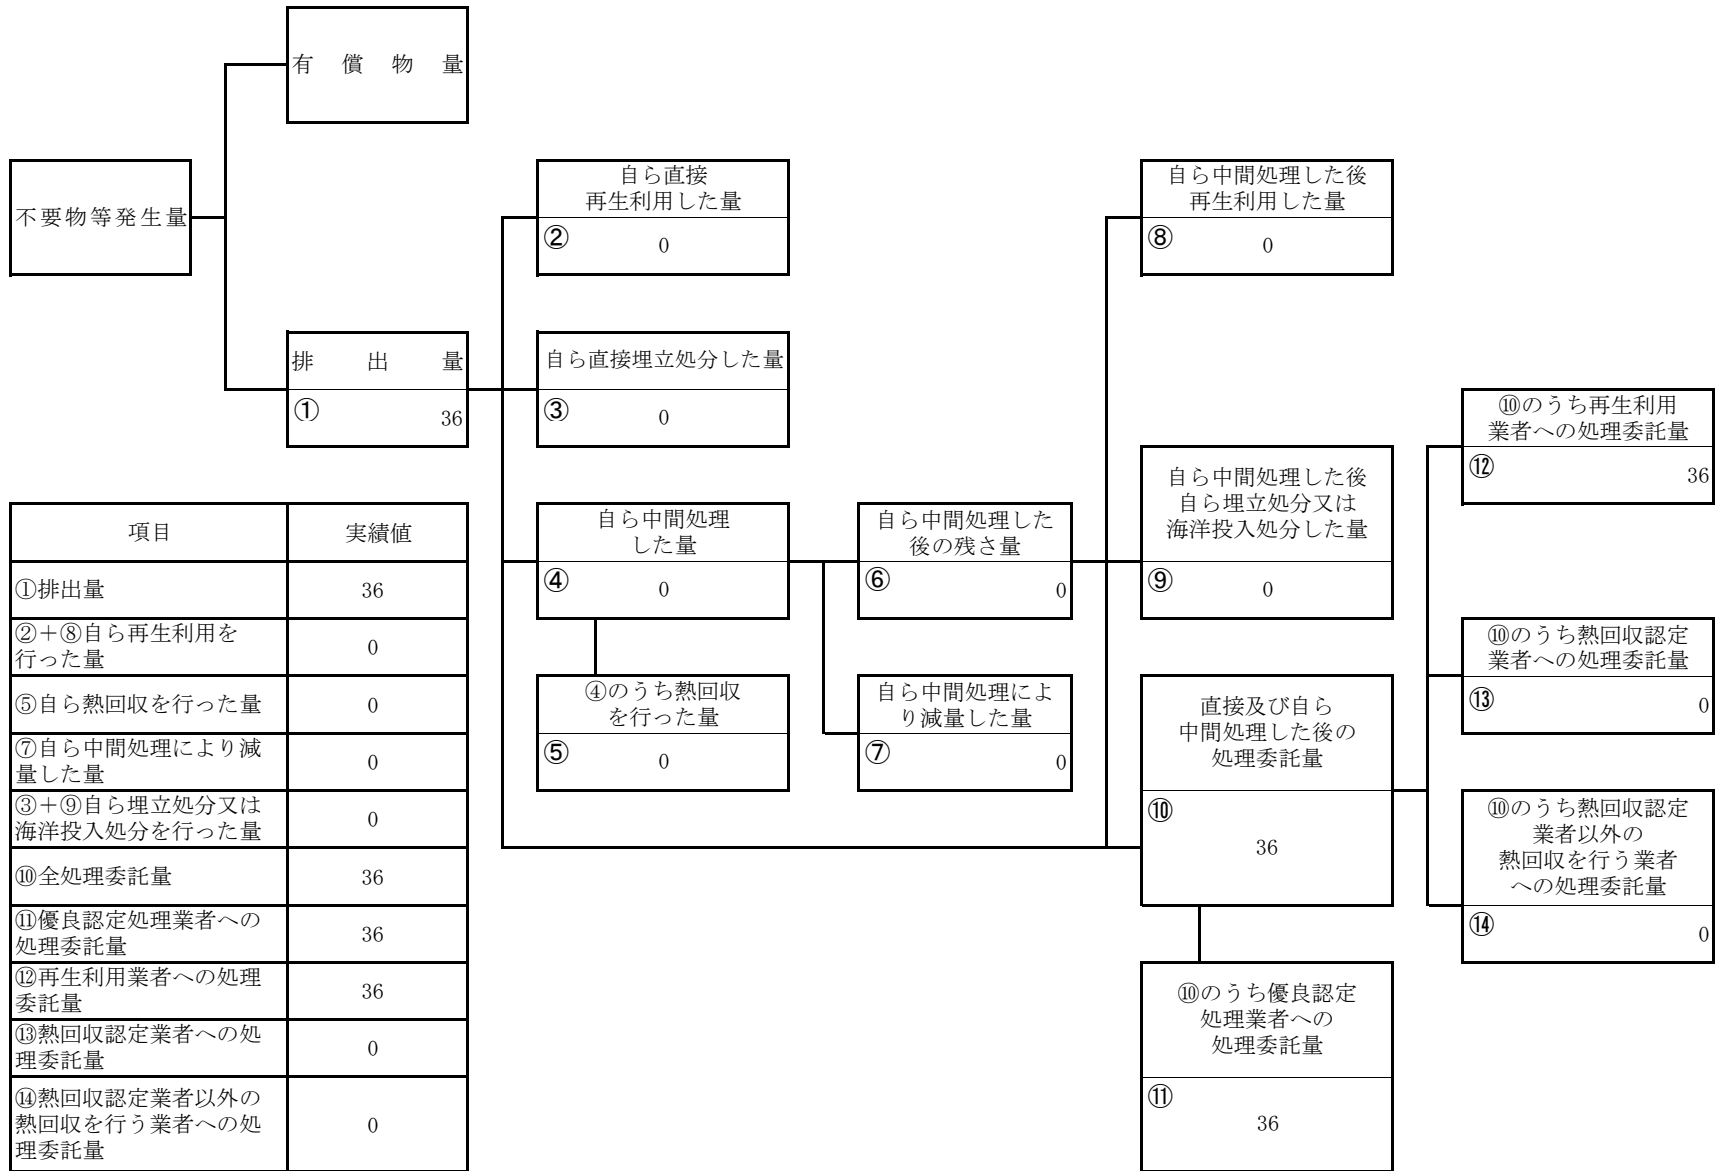 有償物量
不要物等発生量
排出量
①
36
自ら直接
再生利用した量
②
0
自ら直接埋立処分した量
③
0
自ら中間処理
した量
④
0
④のうち熱回収
を行った量
⑤
0
自ら中間処理した
後の残さ量
⑥
0
自ら中間処理によ
り減量した量
⑦
0
自ら中間処理した後
再生利用した量
⑧
0
自ら中間処理した後
自ら埋立処分又は
海洋投入処分した量
⑨
0
直接及び自ら
中間処理した後の
処理委託量
⑩
36
⑩のうち優良認定
処理業者への
処理委託量
⑪
36
⑩のうち再生利用
業者への処理委託量
⑫
36
⑩のうち熱回収認定
業者への処理委託量
⑬
0
⑩のうち熱回収認定
業者以外の
熱回収を行う業者
への処理委託量
⑭
0
項目 実績値
①排出量 36
②＋⑧自ら再生利用を
行った量 0
⑤自ら熱回収を行った量 0
⑦自ら中間処理により減
量した量 0
③＋⑨自ら埋立処分又は
海洋投入処分を行った量 0
⑩全処理委託量 36
⑪優良認定処理業者への
処理委託量 36
⑫再生利用業者への処理
委託量 36
⑬熱回収認定業者への処
理委託量 0
⑭熱回収認定業者以外の
熱回収を行う業者への処
理委託量 0